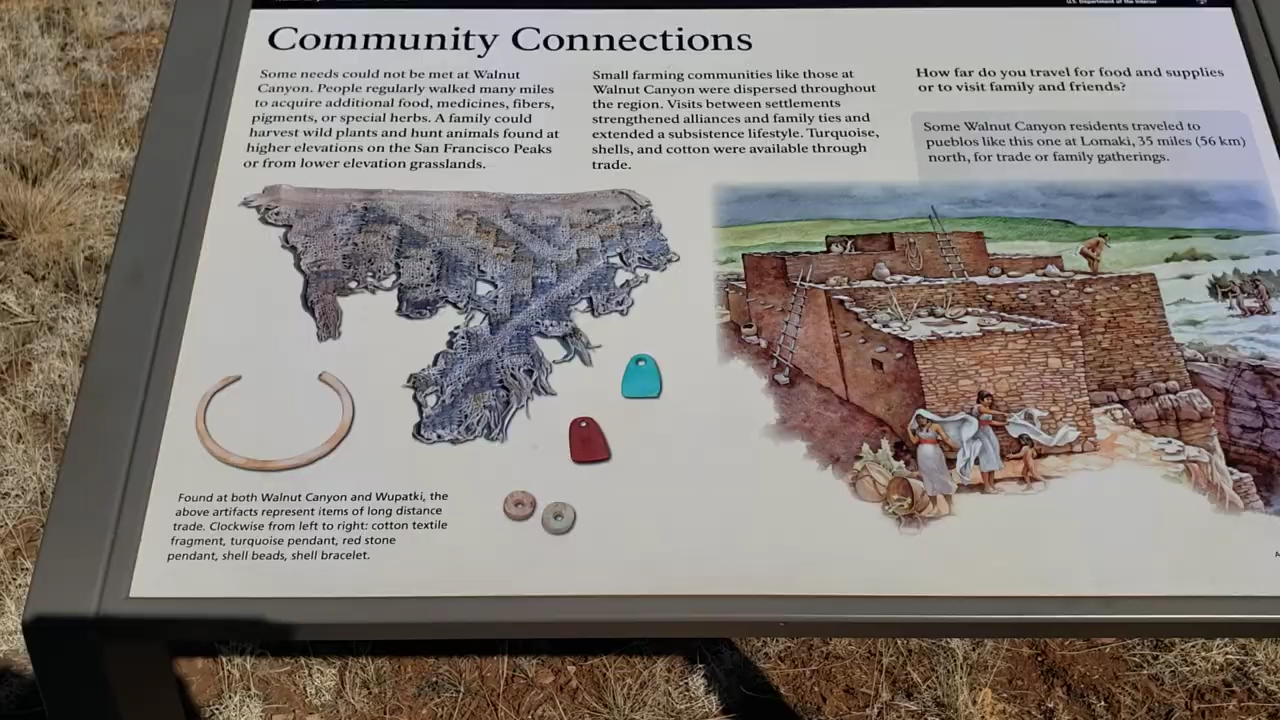 U.S. Department of the Interior
Community Connections
Some needs could not be met at Walnut
Canyon. People regularly walked many miles
to acquire additional food, medicines, fibers,
pigments, or special herbs. A family could
harvest wild plants and hunt animals found at
higher elevations on the San Francisco Peaks
or from lower elevation grasslands.
Small farming communities like those at
Walnut Canyon were dispersed throughout
the region. Visits between settlements
strengthened alliances and family ties and
extended a subsistence lifestyle. Turquoise,
shells, and cotton were available through
trade.
How far do you travel for food and supplies
or to visit family and friends?
Some Walnut Canyon residents traveled to
pueblos like this one at Lomaki, 35 miles (56 km)
north, for trade or family gatherings.
Found at both Walnut Canyon and Wupatki, the
above artifacts represent items of long distance
trade. Clockwise from left to right: cotton textile
fragment, turquoise pendant, red stone
pendant, shell beads, shell bracelet.